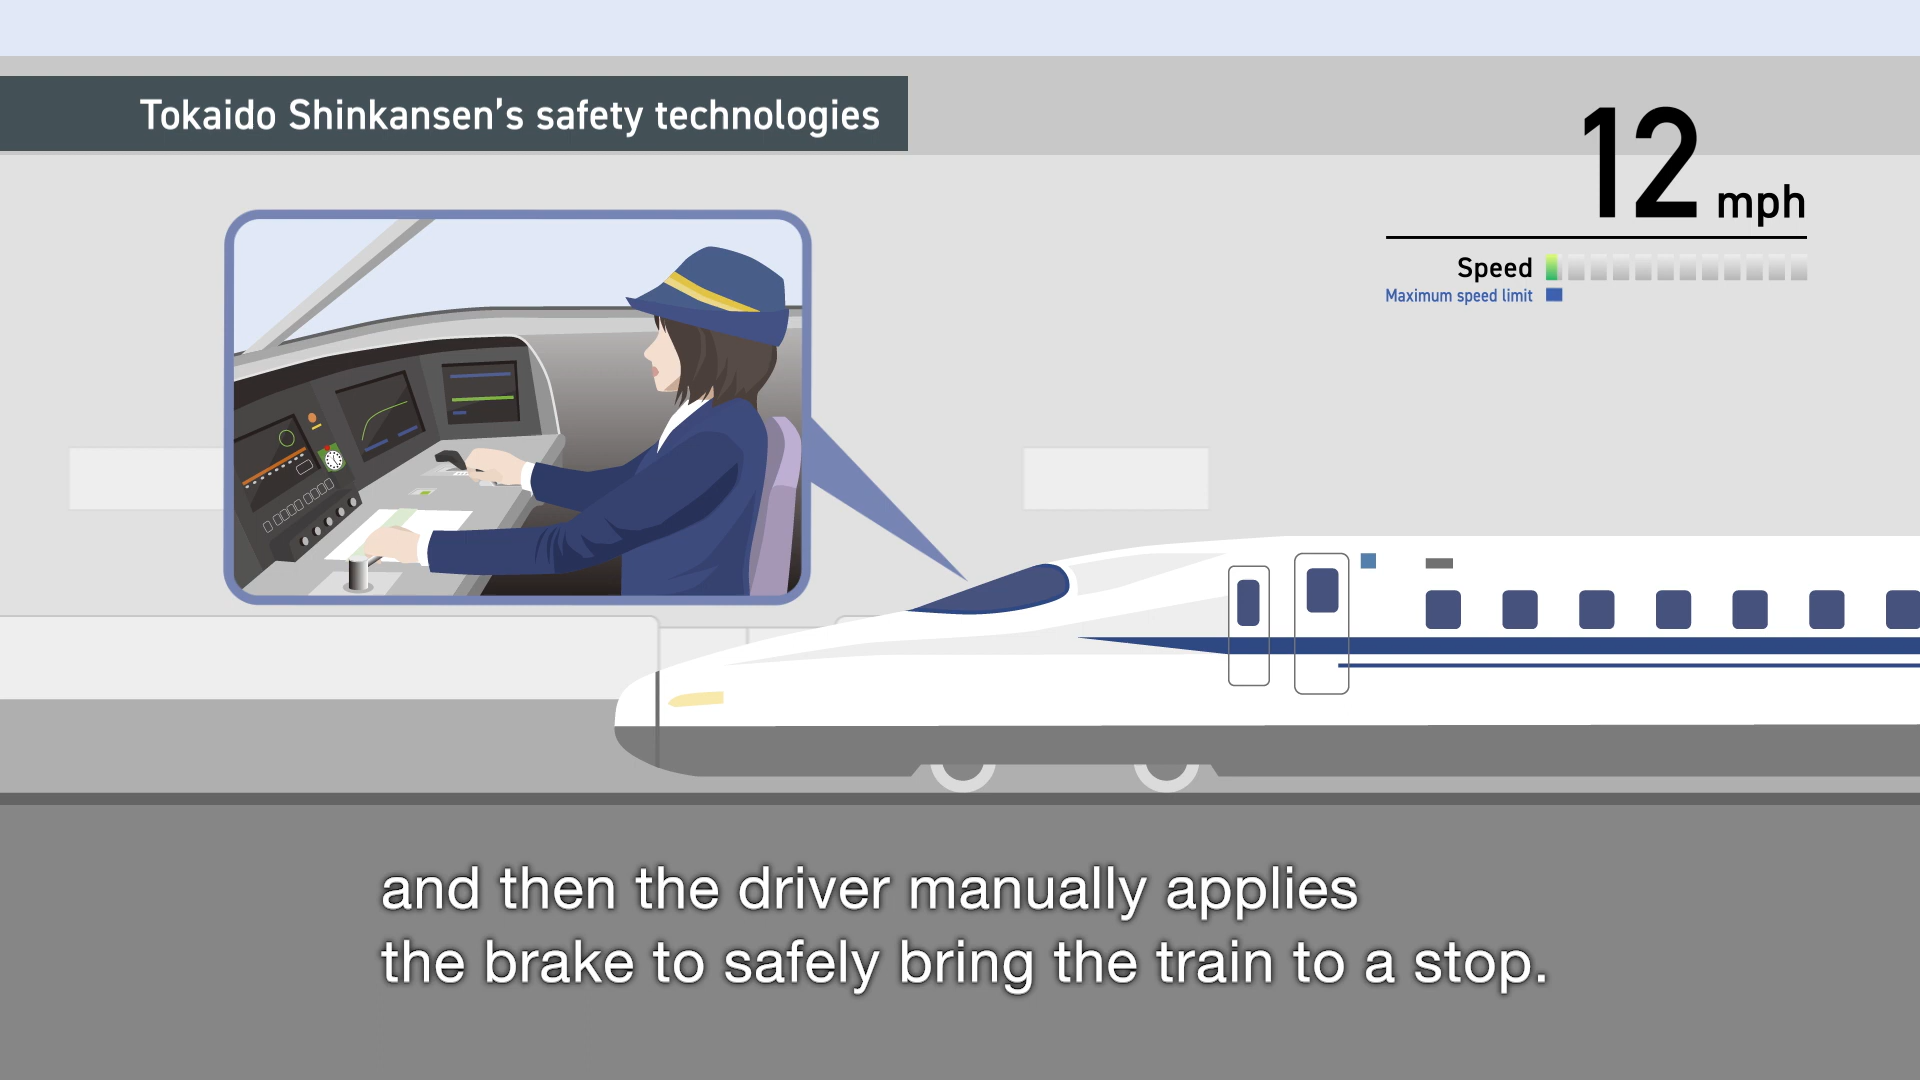 Tokaido Shinkansen's safety technologies
12 mph
Speed
Maximum speed limit
and then the driver manually applies
the brake to safely bring the train to a stop.